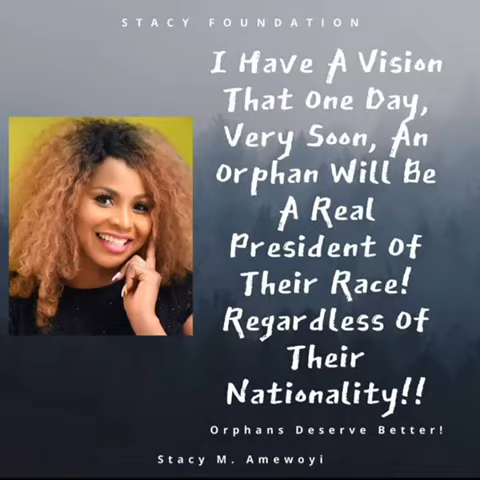 STACY FOUNDATION
I Have A Vision
That One Day,
Very Soon, An
Orphan Will Be
A Real
President Of
Their Race!
Regardless Of
Their
Nationality!!
Orphans Deserve Better!
Stacy M. Amewoyi